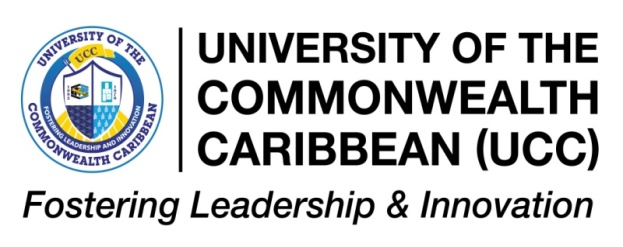 UNIVERSITY OF THE
UCC
FOSTERING LEADERSHIP AND INNOVATION
COMMONWEALTH CARIBBEAN
UNIVERSITY OF THE
COMMONWEALTH
CARIBBEAN (UCC)
Fostering Leadership & Innovation